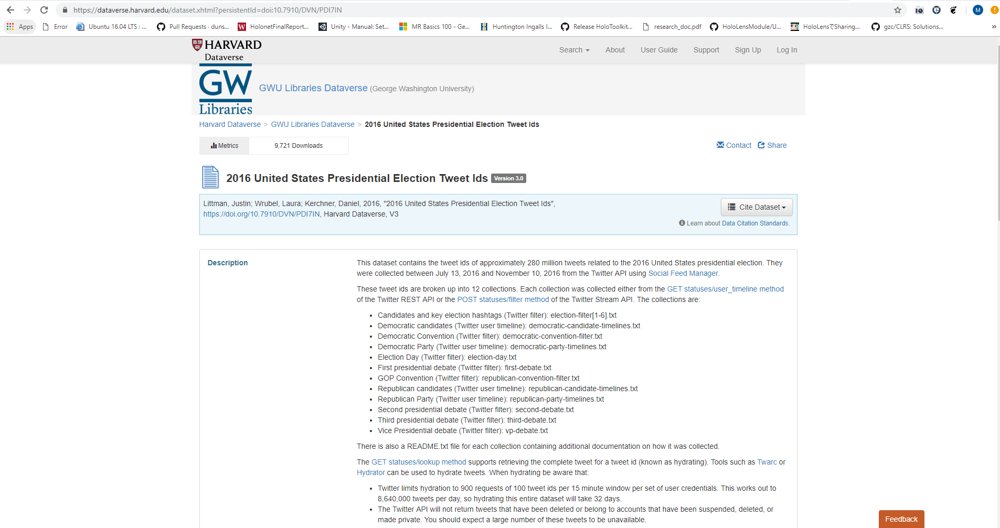 https://dataverse.harvard.edu/dataset.xhtml?persistentId=doi:10.7910/DVN/PDI7IN
M
Apps Error Ubuntu 16.04 LTS : ... Pull Requests · duns... HolonetFinalReport... Unity - Manual: Set... MR Basics 100 - Ge... Huntington Ingalls I... Release HoloToolkit... research_doc.pdf HoloLensModule/U... HoloLensでSharing... gzc/CLRS: Solutions... »
HARVARD
Dataverse
Search About User Guide Support Sign Up Log In
GW
Libraries
GWU Libraries Dataverse (George Washington University)
Harvard Dataverse > GWU Libraries Dataverse > 2016 United States Presidential Election Tweet Ids
Metrics 9,721 Downloads Contact Share
2016 United States Presidential Election Tweet Ids Version 3.0
Littman, Justin; Wrubel, Laura; Kerchner, Daniel, 2016, "2016 United States Presidential Election Tweet Ids",
https://doi.org/10.7910/DVN/PDI7IN, Harvard Dataverse, V3
Cite Dataset
Learn about Data Citation Standards.
Description
This dataset contains the tweet ids of approximately 280 million tweets related to the 2016 United States presidential election. They
were collected between July 13, 2016 and November 10, 2016 from the Twitter API using Social Feed Manager.
These tweet ids are broken up into 12 collections. Each collection was collected either from the GET statuses/user_timeline method
of the Twitter REST API or the POST statuses/filter method of the Twitter Stream API. The collections are:
• Candidates and key election hashtags (Twitter filter): election-filter[1-6].txt
• Democratic candidates (Twitter user timeline): democratic-candidate-timelines.txt
• Democratic Convention (Twitter filter): democratic-convention-filter.txt
• Democratic Party (Twitter user timeline): democratic-party-timelines.txt
• Election Day (Twitter filter): election-day.txt
• First presidential debate (Twitter filter): first-debate.txt
• GOP Convention (Twitter filter): republican-convention-filter.txt
• Republican candidates (Twitter user timeline): republican-candidate-timelines.txt
• Republican Party (Twitter user timeline): republican-party-timelines.txt
• Second presidential debate (Twitter filter): second-debate.txt
• Third presidential debate (Twitter filter): third-debate.txt
• Vice Presidential debate (Twitter filter): vp-debate.txt
There is also a README.txt file for each collection containing additional documentation on how it was collected.
The GET statuses/lookup method supports retrieving the complete tweet for a tweet id (known as hydrating). Tools such as Twarc or
Hydrator can be used to hydrate tweets. When hydrating be aware that:
• Twitter limits hydration to 900 requests of 100 tweet ids per 15 minute window per set of user credentials. This works out to
8,640,000 tweets per day, so hydrating this entire dataset will take 32 days.
• The Twitter API will not return tweets that have been deleted or belong to accounts that have been suspended, deleted, or
made private. You should expect a large number of these tweets to be unavailable.
Feedback